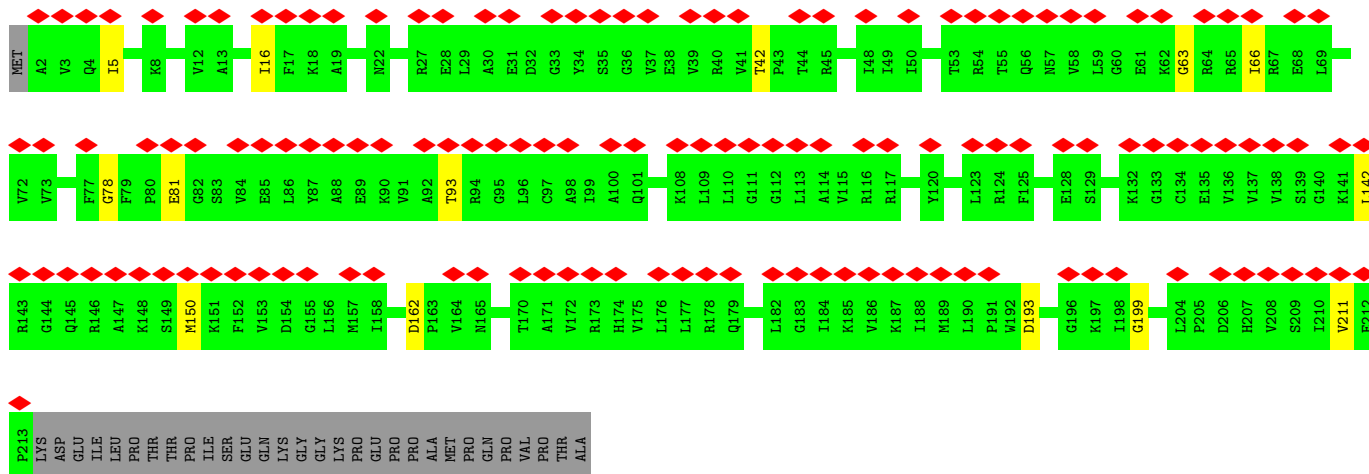 MET A2 V3 Q4 I5 K8 V12 A13 I16 F17 K18 A19 N22 R27 E28 L29 A30 E31 D32 G33 Y34 S35 G36 V37 E38 V39 R40 V41 T42 P43 T44 R45 I48 I49 I50 T53 R54 T55 Q56 N57 V58 L59 G60 E61 K62 G63 R64 R65 I66 R67 E68 L69
V72 V73 F77 G78 F79 P80 E81 G82 S83 V84 E85 L86 Y87 A88 E89 K90 V91 A92 T93 R94 G95 L96 C97 A98 I99 A100 Q101 K108 L109 L110 G111 G112 L113 A114 V115 R116 R117 Y120 L123 R124 F125 E128 S129 K132 G133 C134 E135 V136 V137 V138 S139 G140 K141 L142
R143 G144 Q145 R146 A147 K148 S149 M150 K151 F152 V153 D154 G155 L156 M157 I158 D162 P163 V164 N165 T170 A171 V172 R173 H174 V175 L176 L177 R178 Q179 L182 G183 I184 K185 V186 K187 I188 M189 L190 P191 W192 D193 G196 K197 I198 G199 L204 P205 D206 H207 V208 S209 I210 V211 E212
P213 LYS ASP GLU ILE LEU PRO THR THR PRO ILE SER GLU GLN LYS GLY GLY LYS PRO GLU PRO PRO ALA MET PRO GLN PRO VAL PRO THR ALA